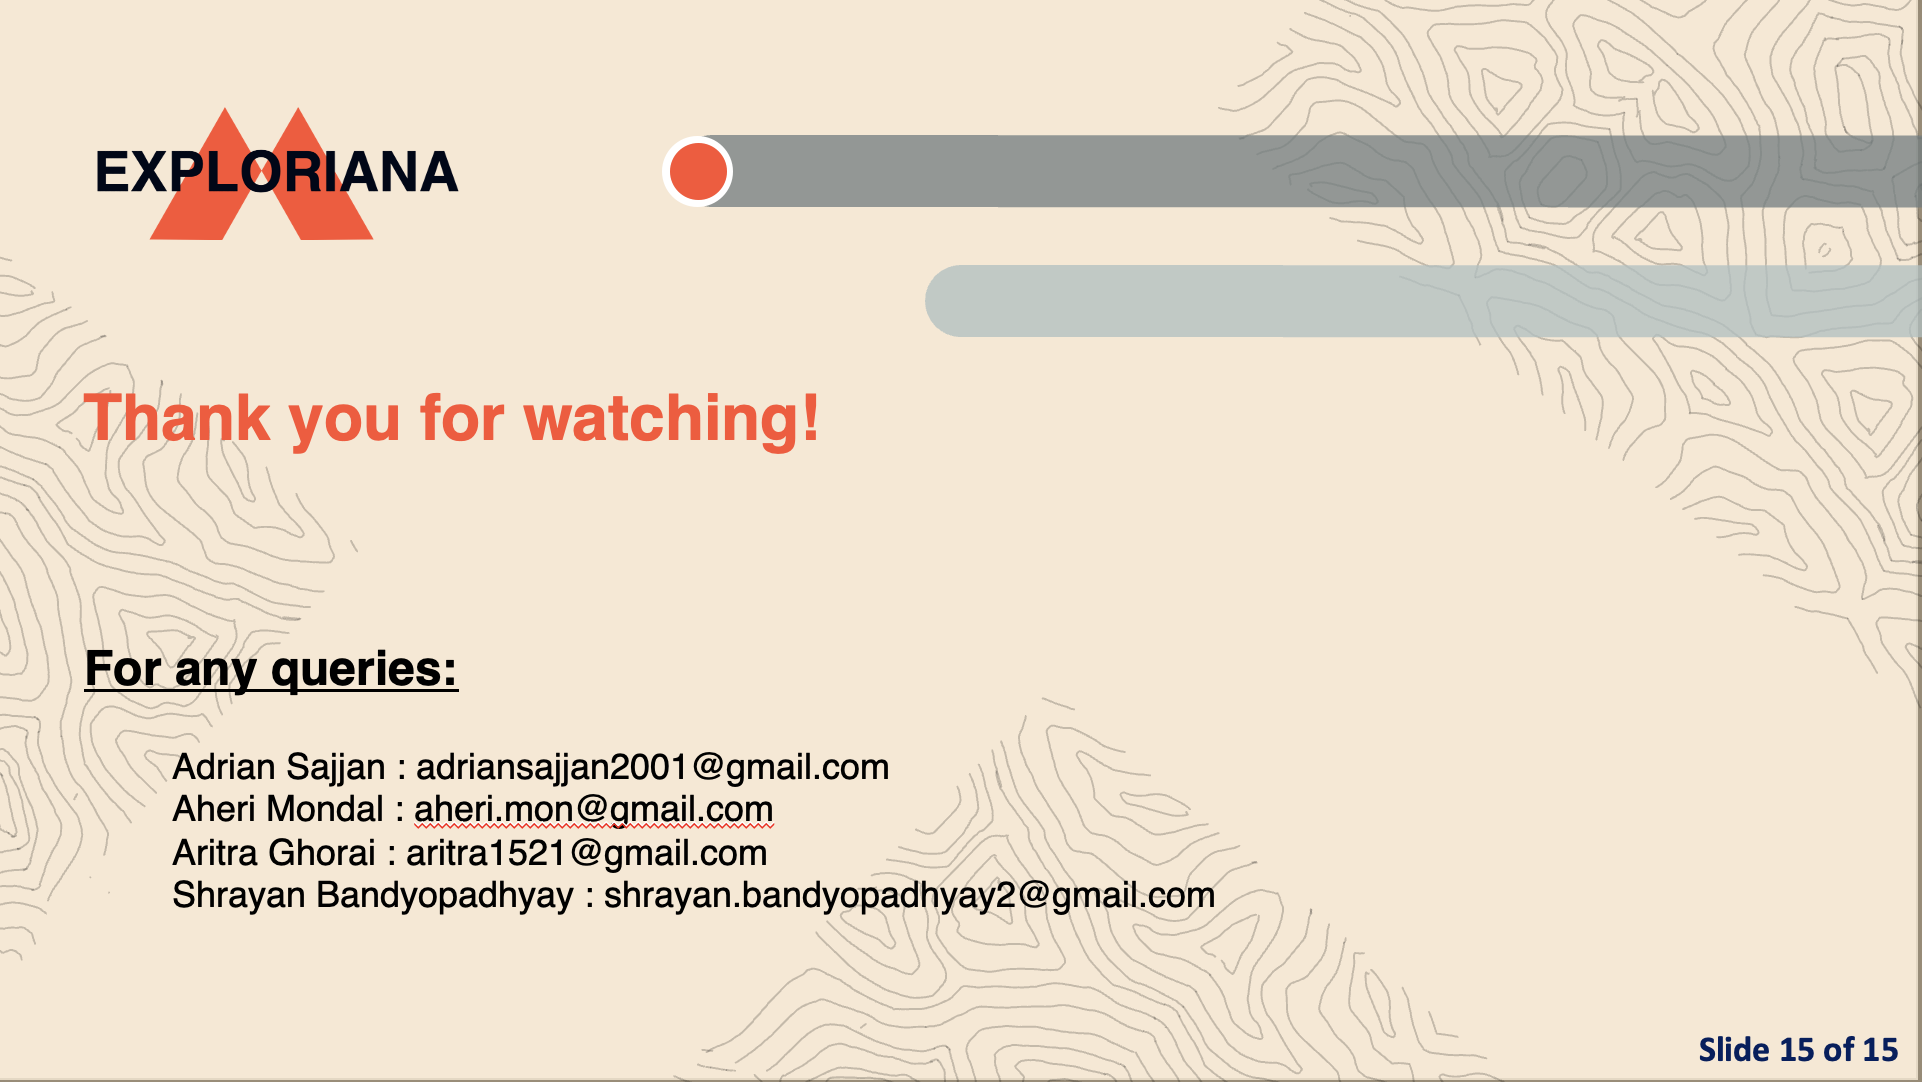 EXPLORIANA
Thank you for watching!
For any queries:
Adrian Sajjan : adriansajjan2001@gmail.com
Aheri Mondal : aheri.mon@gmail.com
Aritra Ghorai : aritra1521@gmail.com
Shrayan Bandyopadhyay : shrayan.bandyopadhyay2@gmail.com
Slide 15 of 15